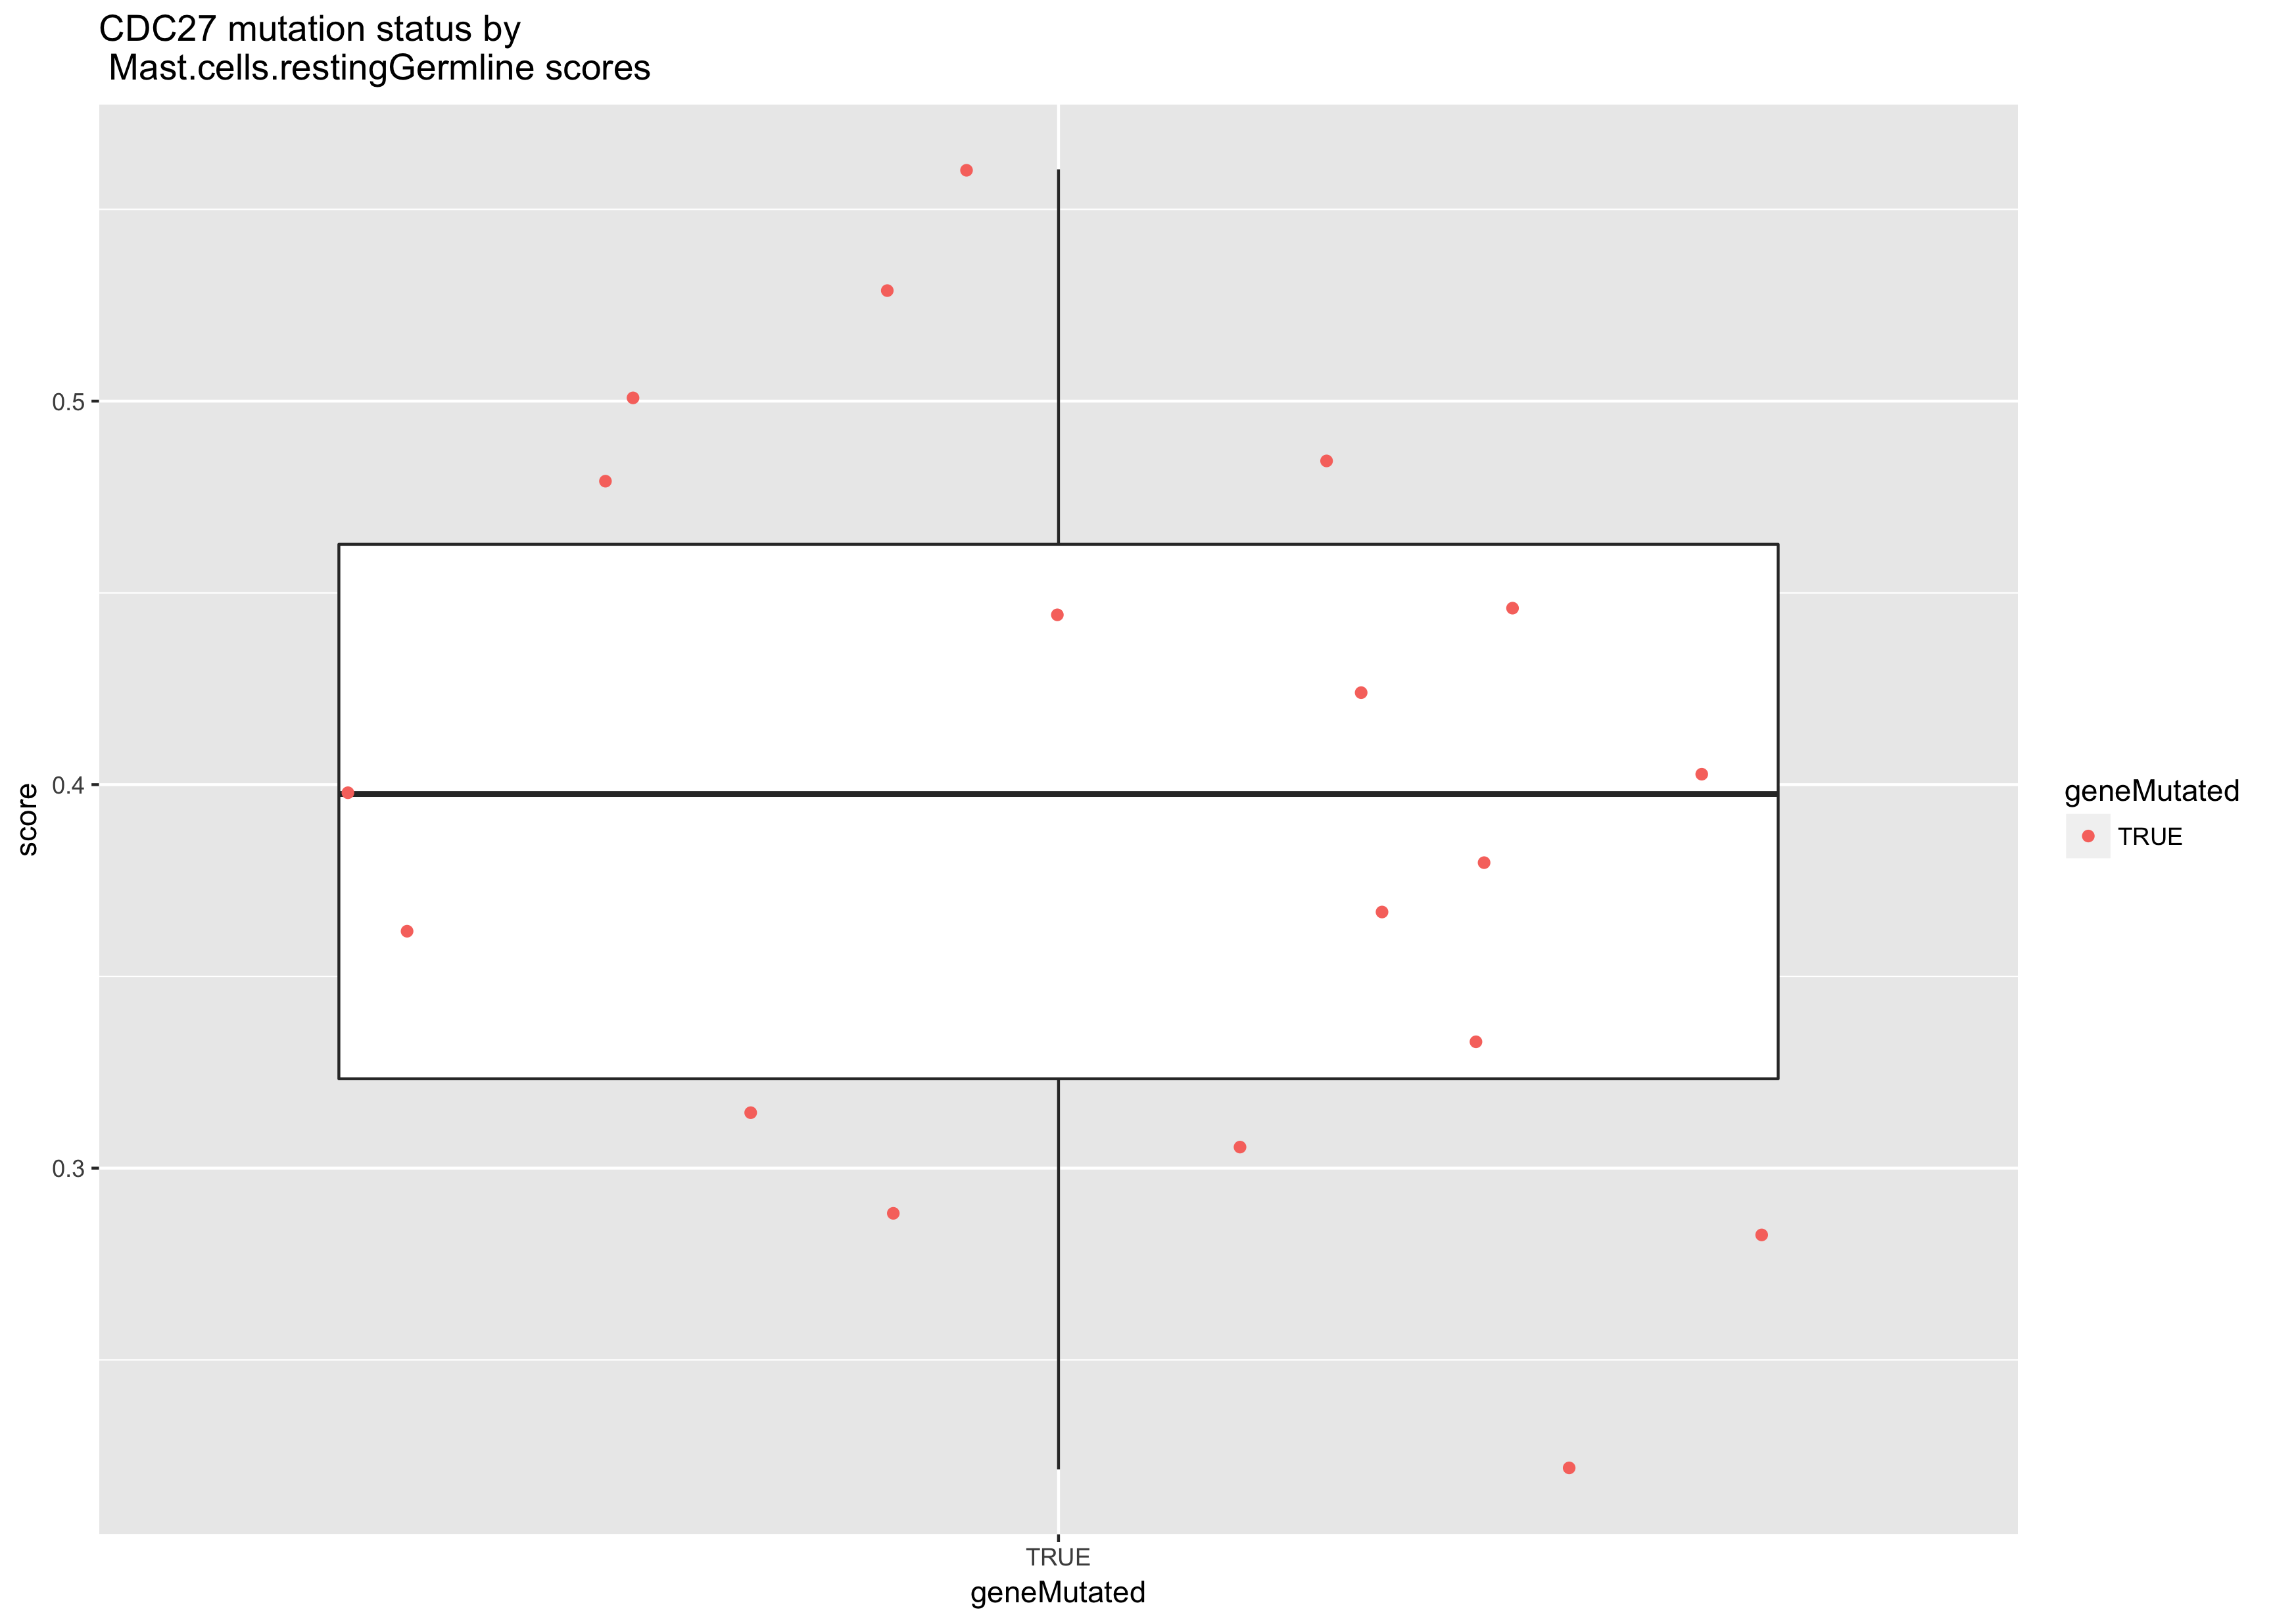 CDC27 mutation status by
Mast.cells.restingGermline scores
0.5
0.4
0.3
score
TRUE
geneMutated
geneMutated
TRUE